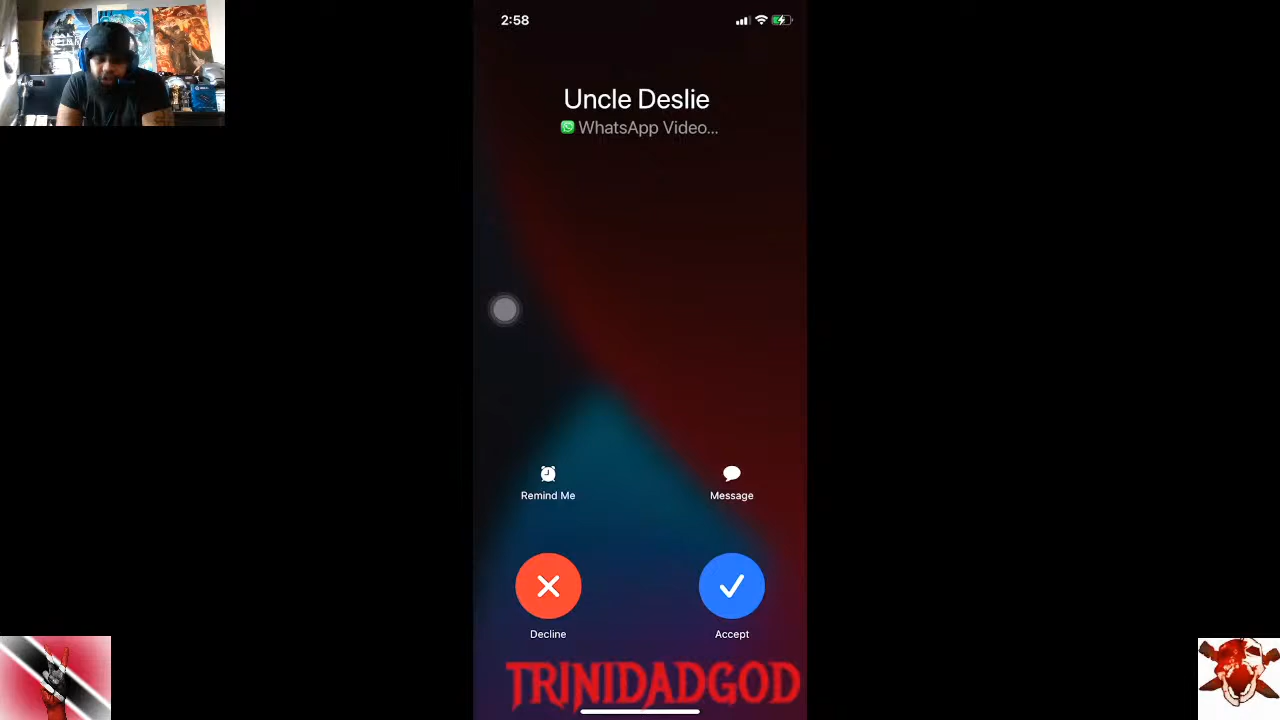 2:58
Uncle Deslie
WhatsApp Video...
Remind Me
Message
Decline
Accept
TRINIDADGOD